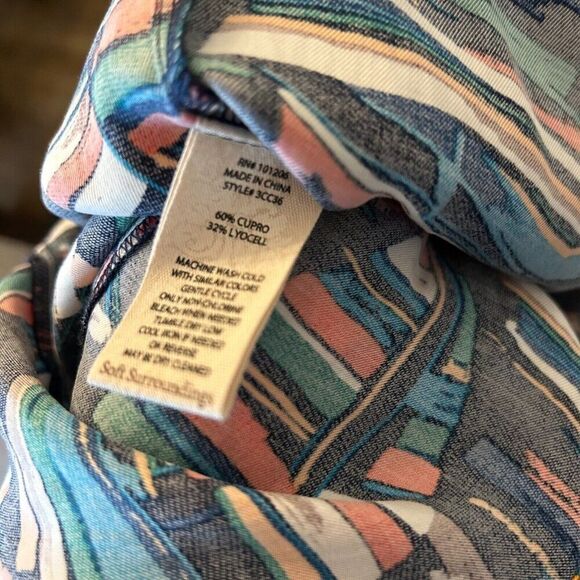 RN# 101206
MADE IN CHINA
STYLE# 3CC36
60% CUPRO
32% LYOCELL
MACHINE WASH COLD
WITH SIMILAR COLORS
GENTLE CYCLE
ONLY NON-CHLORINE
BLEACH WHEN NEEDED
TUMBLE DRY LOW
COOL IRON IF NEEDED
ON REVERSE
MAY BE DRY CLEANED
Soft Surroundings